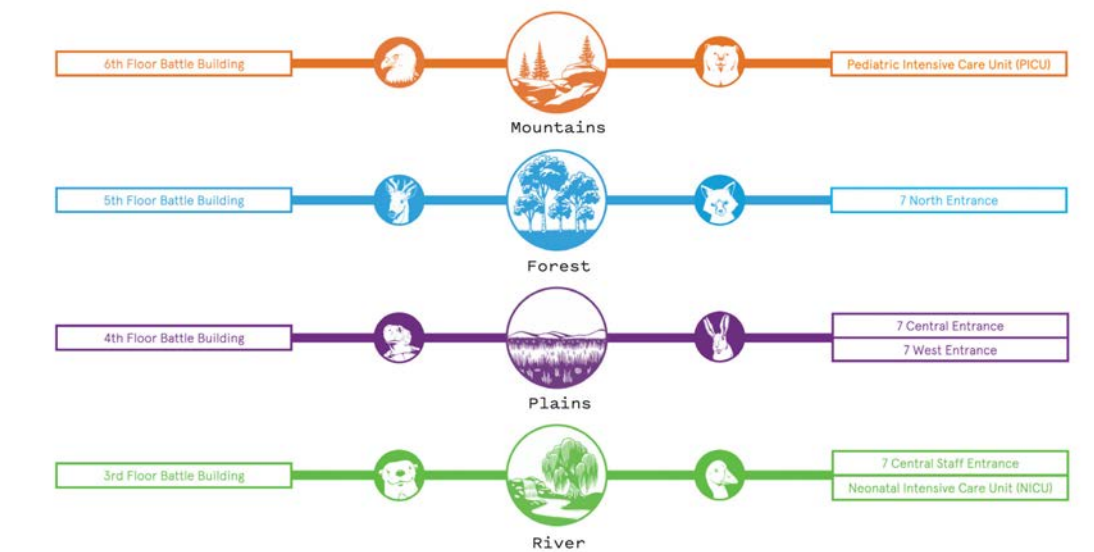 6th Floor Battle Building
Pediatric Intensive Care Unit (PICU)
Mountains
5th Floor Battle Building
7 North Entrance
Forest
4th Floor Battle Building
7 Central Entrance
7 West Entrance
Plains
3rd Floor Battle Building
7 Central Staff Entrance
Neonatal Intensive Care Unit (NICU)
River